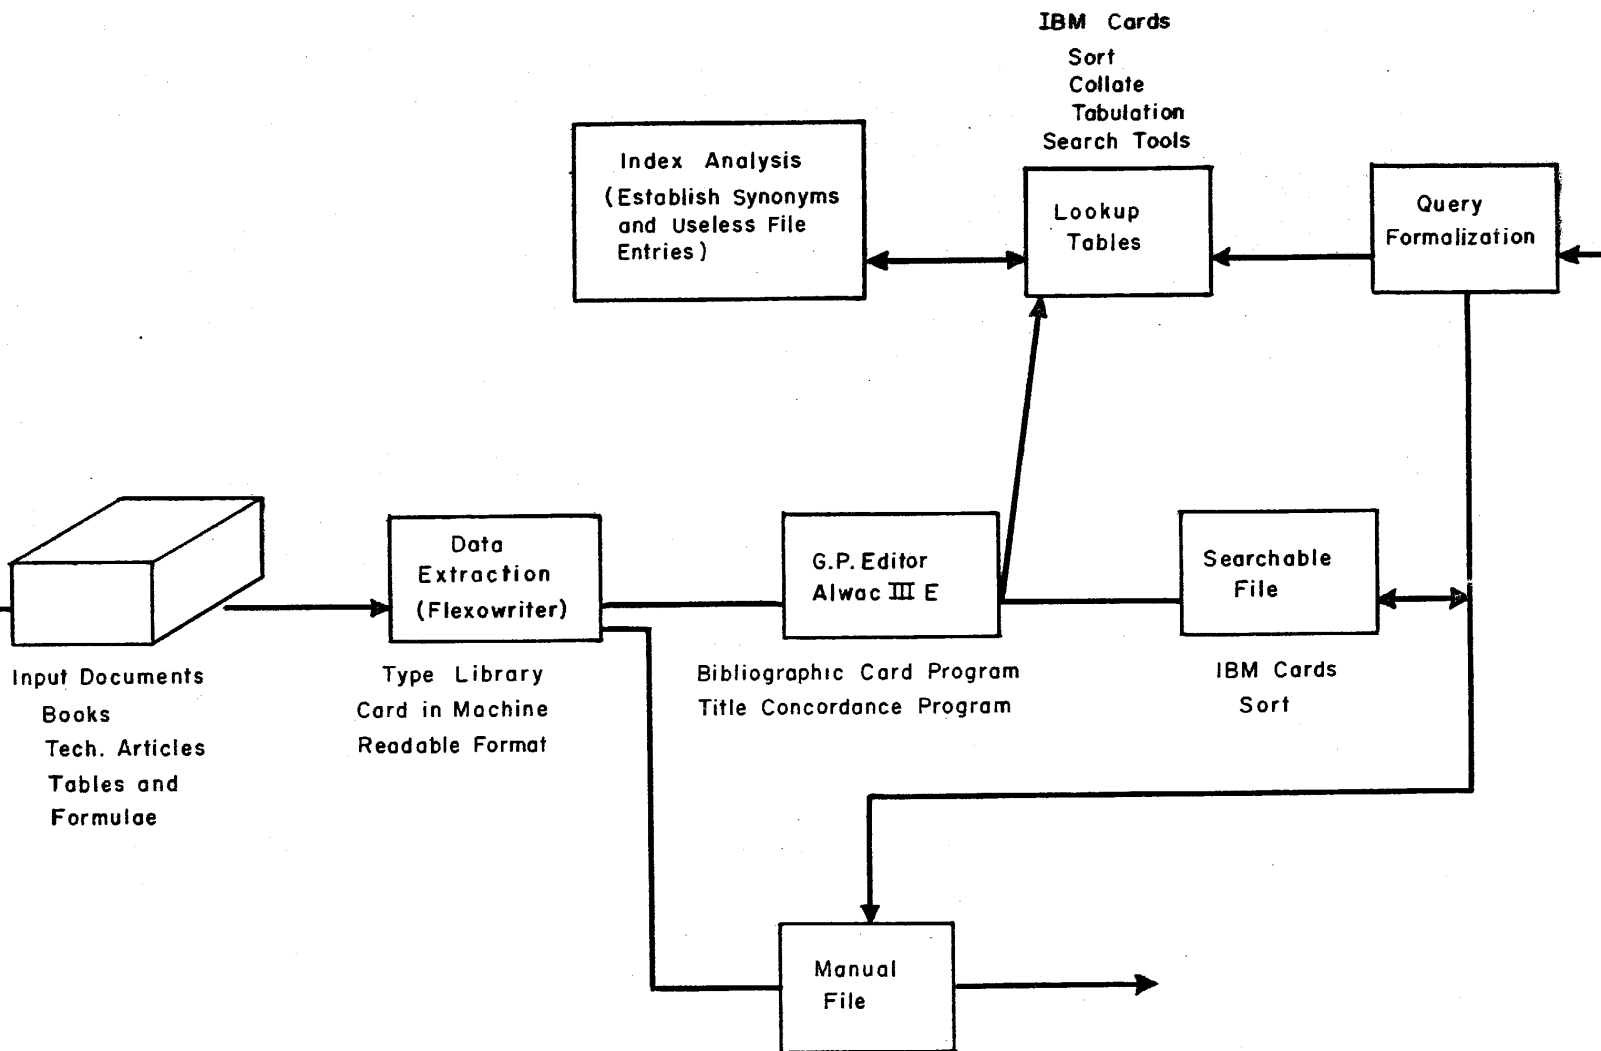 IBM Cards
Sort
Collate
Tabulation
Search Tools
Index Analysis
(Establish Synonyms
and Useless File
Entries)
Lookup
Tables
Query
Formalization
Data
Extraction
(Flexowriter)
G.P. Editor
Alwac III E
Searchable
File
Input Documents
Books
Tech. Articles
Tables and
Formulae
Type Library
Card in Machine
Readable Format
Bibliographic Card Program
Title Concordance Program
IBM Cards
Sort
Manual
File